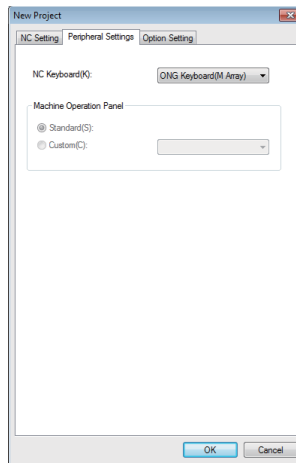 New Project
NC Setting Peripheral Settings Option Setting
NC Keyboard(K): ONG Keyboard(M Array)
Machine Operation Panel
Standard(S):
Custom(C):
OK Cancel